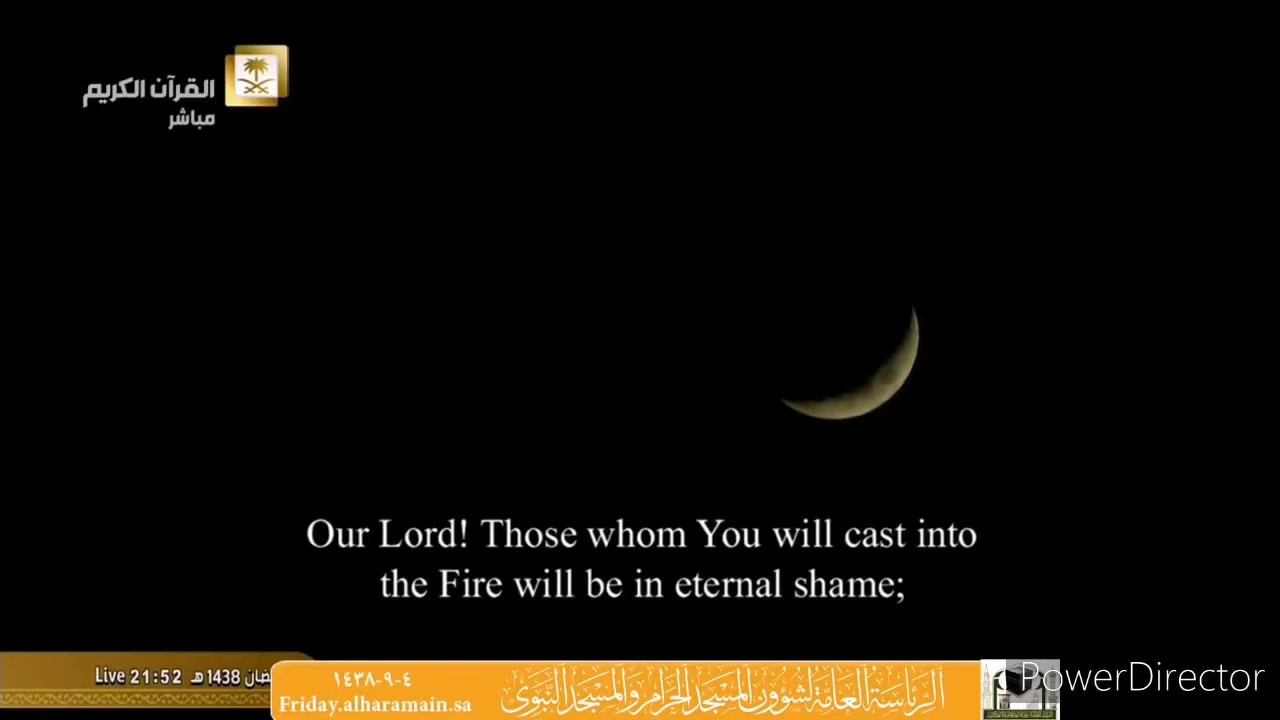 القرآن الكريم
مباشر
Our Lord! Those whom You will cast into
the Fire will be in eternal shame;
Live 21:52 ـضان 1438 هـ
١٤٣٨-٩-٤
Friday.alharamain.sa
الرئاسة العامة لشؤون المسجد الحرام والمسجد النبوي
PowerDirector